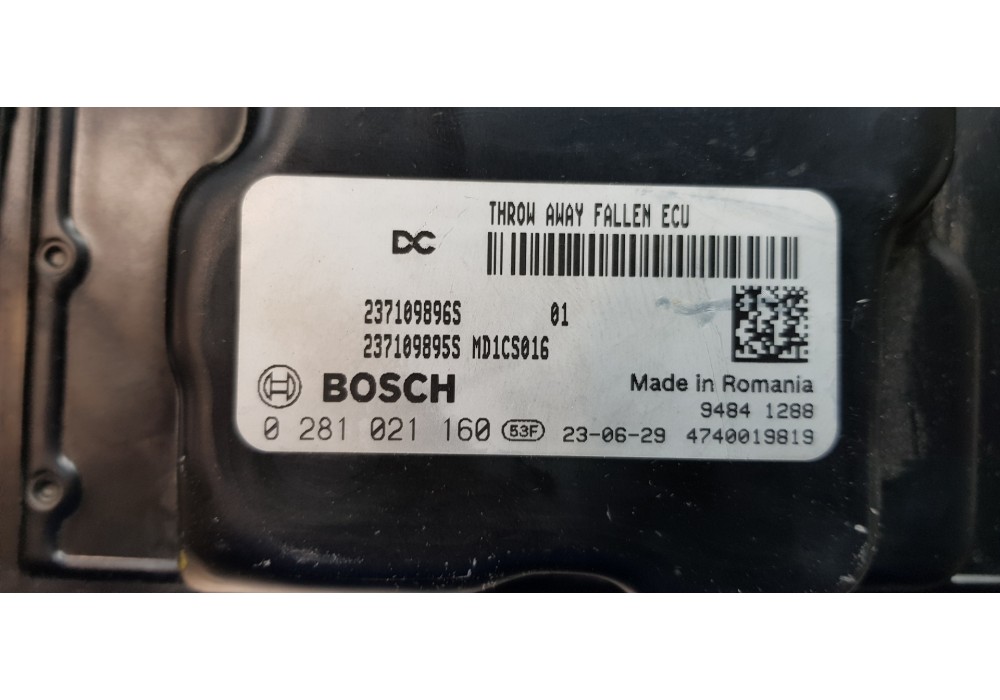 THROW AWAY FALLEN ECU
DC
237109896S 01
237109895S MD1CS016
BOSCH
Made in Romania
9484 1288
0 281 021 160 53F 23-06-29 4740019819